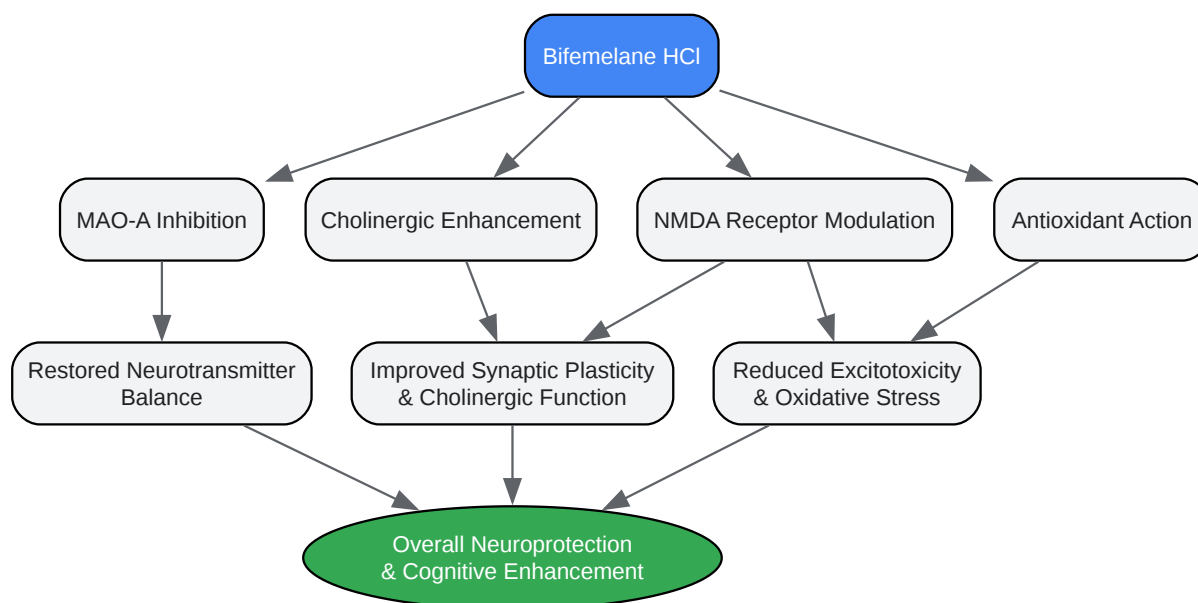 Bifemelane HCl
MAO-A Inhibition
Cholinergic Enhancement
NMDA Receptor Modulation
Antioxidant Action
Restored Neurotransmitter
Balance
Improved Synaptic Plasticity
& Cholinergic Function
Reduced Excitotoxicity
& Oxidative Stress
Overall Neuroprotection
& Cognitive Enhancement